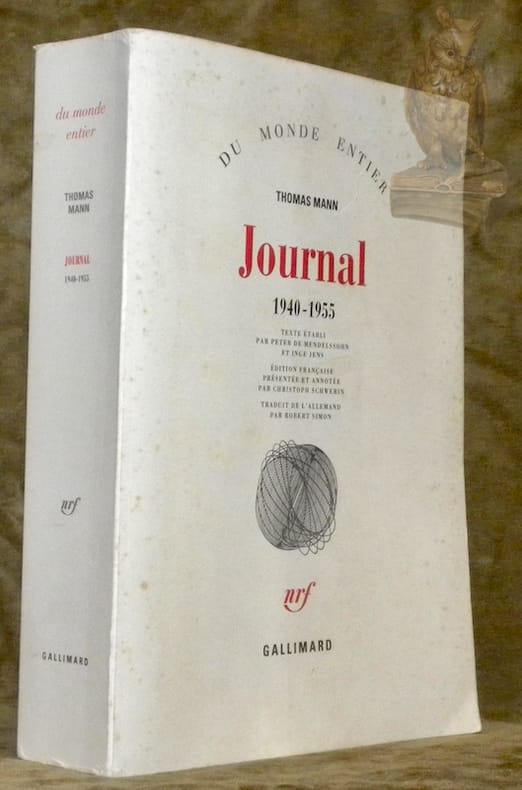 du monde
entier
THOMAS
MANN
JOURNAL
1940-1955
nrf
GALLIMARD
DU MONDE ENTIER
THOMAS MANN
Journal
1940-1955
TEXTE ÉTABLI
PAR PETER DE MENDELSSOHN
ET INGE JENS
ÉDITION FRANÇAISE
PRÉSENTÉE ET ANNOTÉE
PAR CHRISTOPH SCHWERIN
TRADUIT DE L'ALLEMAND
PAR ROBERT SIMON
nrf
GALLIMARD